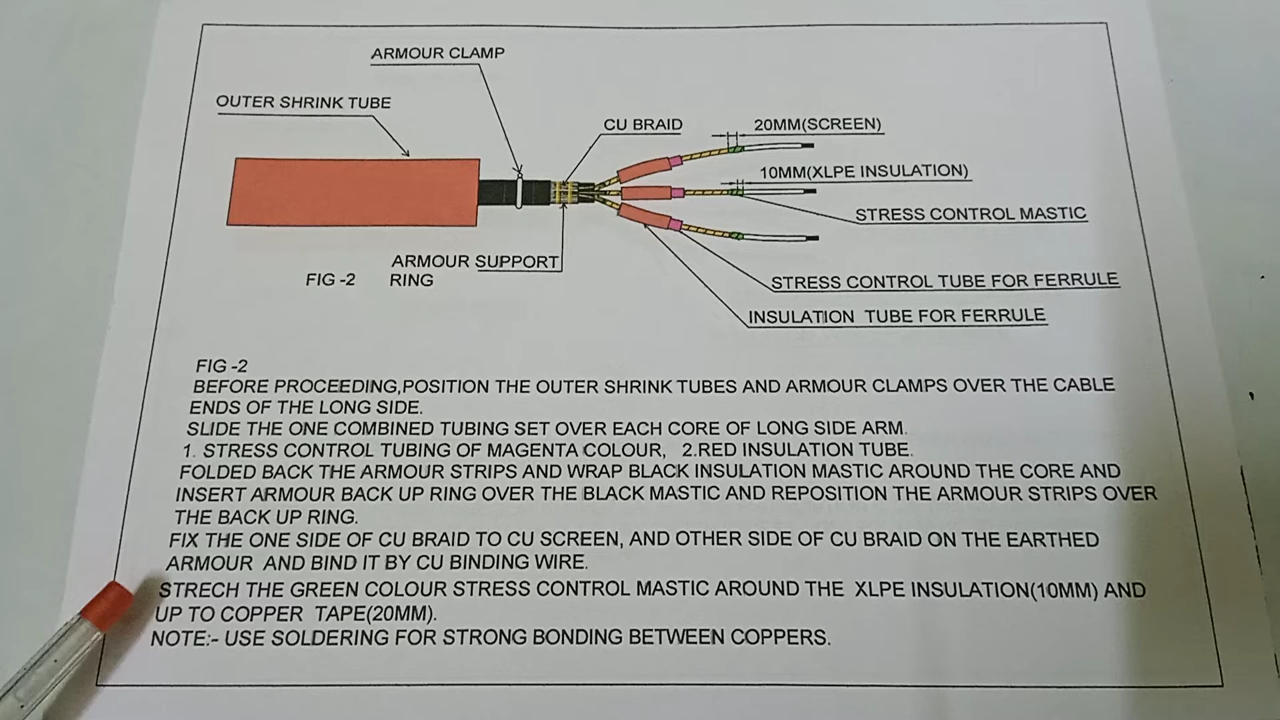 ARMOUR CLAMP
OUTER SHRINK TUBE
CU BRAID
20MM(SCREEN)
10MM(XLPE INSULATION)
STRESS CONTROL MASTIC
ARMOUR SUPPORT
RING
FIG -2
STRESS CONTROL TUBE FOR FERRULE
INSULATION TUBE FOR FERRULE
FIG -2
BEFORE PROCEEDING,POSITION THE OUTER SHRINK TUBES AND ARMOUR CLAMPS OVER THE CABLE
ENDS OF THE LONG SIDE.
SLIDE THE ONE COMBINED TUBING SET OVER EACH CORE OF LONG SIDE ARM.
1. STRESS CONTROL TUBING OF MAGENTA COLOUR, 2.RED INSULATION TUBE.
FOLDED BACK THE ARMOUR STRIPS AND WRAP BLACK INSULATION MASTIC AROUND THE CORE AND
INSERT ARMOUR BACK UP RING OVER THE BLACK MASTIC AND REPOSITION THE ARMOUR STRIPS OVER
THE BACK UP RING.
FIX THE ONE SIDE OF CU BRAID TO CU SCREEN, AND OTHER SIDE OF CU BRAID ON THE EARTHED
ARMOUR AND BIND IT BY CU BINDING WIRE.
STRECH THE GREEN COLOUR STRESS CONTROL MASTIC AROUND THE XLPE INSULATION(10MM) AND
UP TO COPPER TAPE(20MM).
NOTE:- USE SOLDERING FOR STRONG BONDING BETWEEN COPPERS.